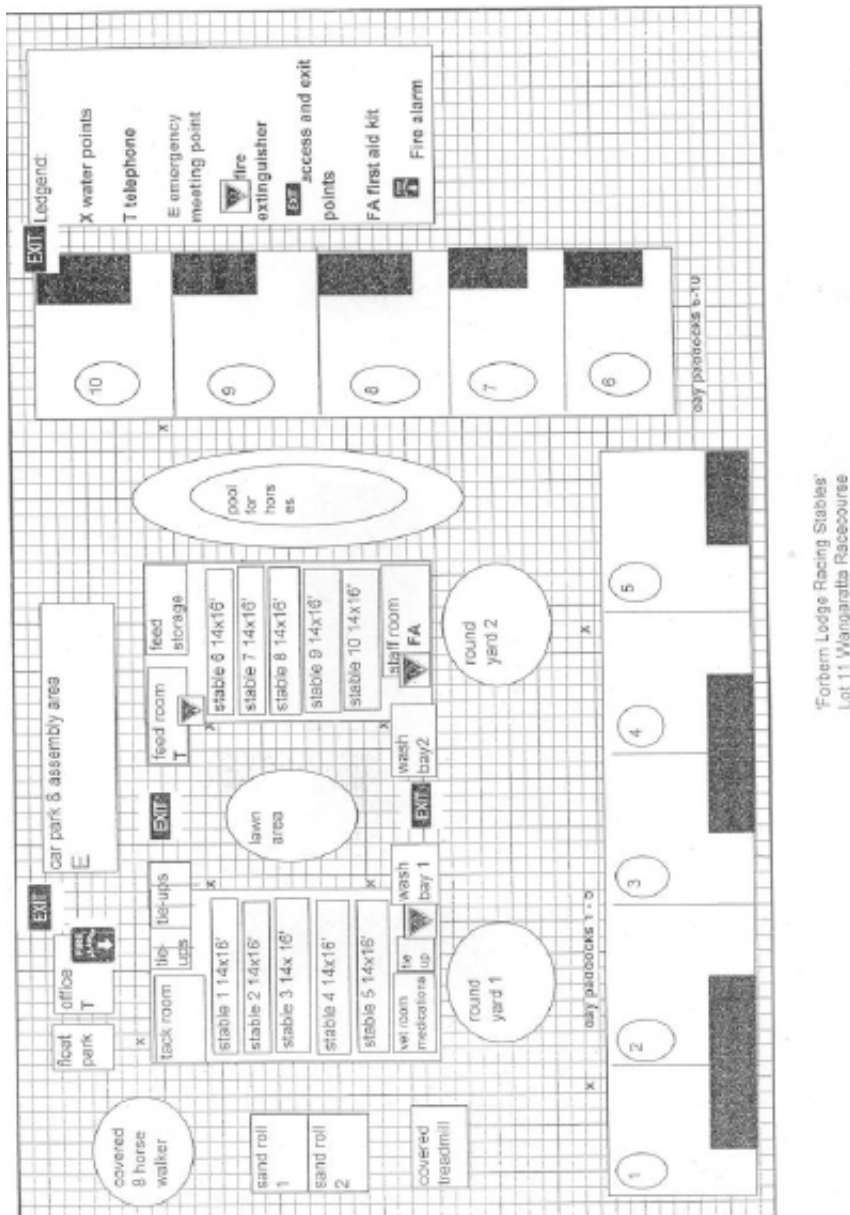 float
park
office
T
EXIT
car park & assembly area
E
EXIT
Ledgend:
X water points
T telephone
E emergency
meeting point
fire
extinguisher
EXIT access and exit
points
FA first aid kit
Fire alarm
covered
8 horse
walker
X
tack room
tie-
ups
tie-ups
EXIT
feed room
T
feed
storage
X
10
sand roll
1
sand roll
2
stable 1 14x16'
stable 2 14x16'
stable 3 14x 16'
stable 4 14x16'
stable 5 14x16'
X
X
lawn
area
X
X
stable 6 14x16'
stable 7 14x16'
stable 8 14x16'
stable 9 14x16'
stable 10 14x16'
pool
for
hors
es
9
8
7
6
covered
treadmill
vet room
medications
tie
up
wash
bay 1
EXIT
wash
bay2
staff room
FA
round
yard 1
round
yard 2
day paddocks 6-10
X
day paddocks 1 - 5
X
1
2
3
4
5
'Forbern Lodge Racing Stables'
Lot 11 Wangaratta Racecourse